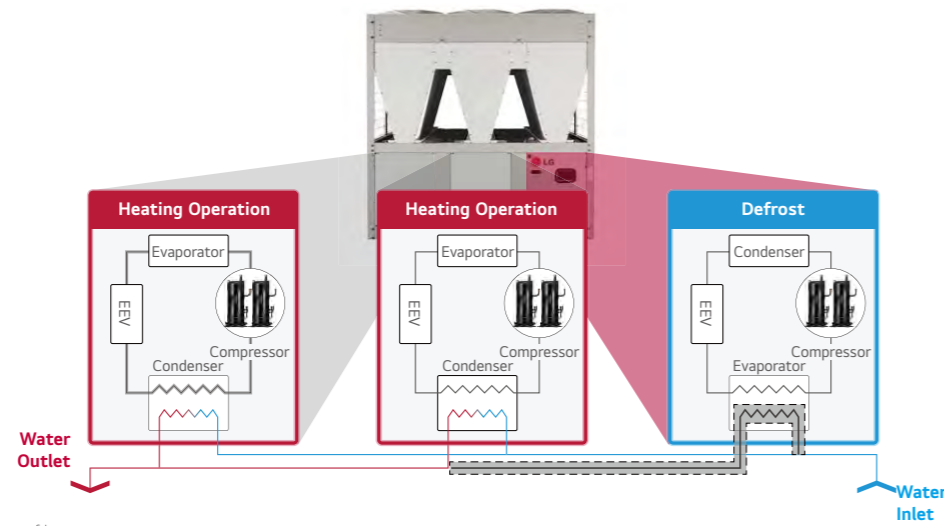 LG
Heating Operation
Evaporator
EEV
Compressor
Condenser
Heating Operation
Evaporator
EEV
Compressor
Condenser
Defrost
Condenser
EEV
Compressor
Evaporator
Water
Outlet
Water
Inlet